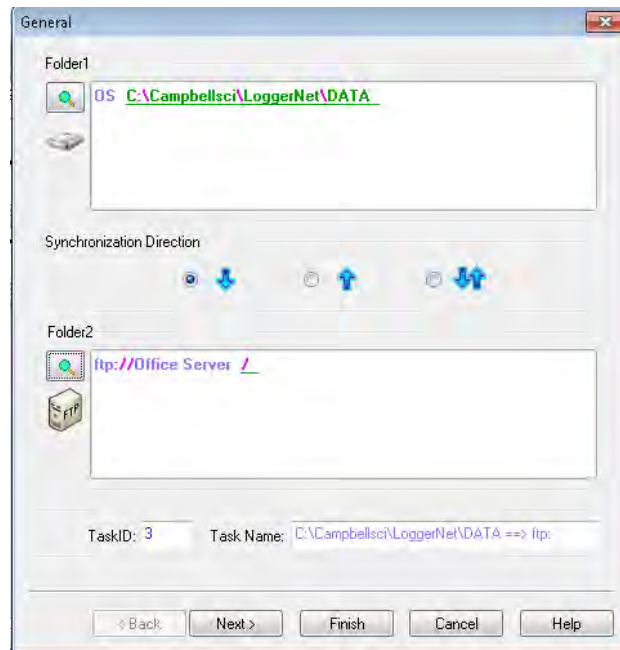 General
Folder1
OS C:\Campbellsci\LoggerNet\DATA
Synchronization Direction
Folder2
ftp://Office Server /
FTP
TaskID: 3 Task Name: C:\Campbellsci\LoggerNet\DATA ==> ftp:
< Back Next > Finish Cancel Help